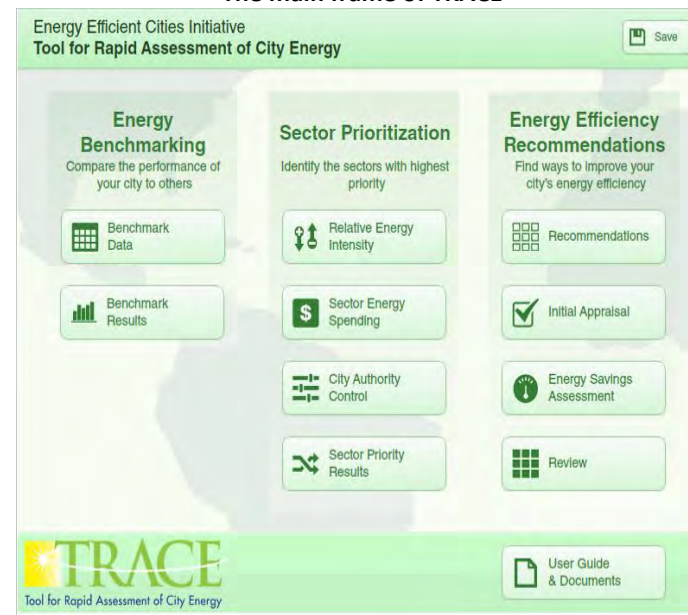 The main frame of TRACE
Energy Efficient Cities Initiative
Tool for Rapid Assessment of City Energy
Save
Energy
Benchmarking
Compare the performance of
your city to others
Benchmark
Data
Benchmark
Results
Sector Prioritization
Identify the sectors with highest
priority
Relative Energy
Intensity
$
Sector Energy
Spending
City Authority
Control
Sector Priority
Results
Energy Efficiency
Recommendations
Find ways to improve your
city's energy efficiency
Recommendations
Initial Appraisal
Energy Savings
Assessment
Review
TRACE
Tool for Rapid Assessment of City Energy
User Guide
& Documents